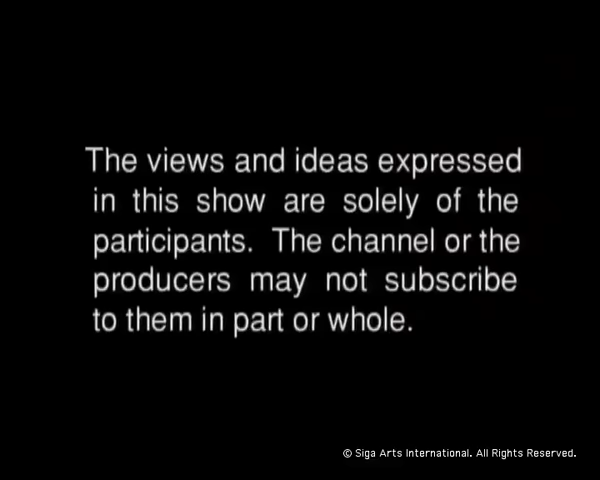 The views and ideas expressed
in this show are solely of the
participants. The channel or the
producers may not subscribe
to them in part or whole.
© Siga Arts International. All Rights Reserved.